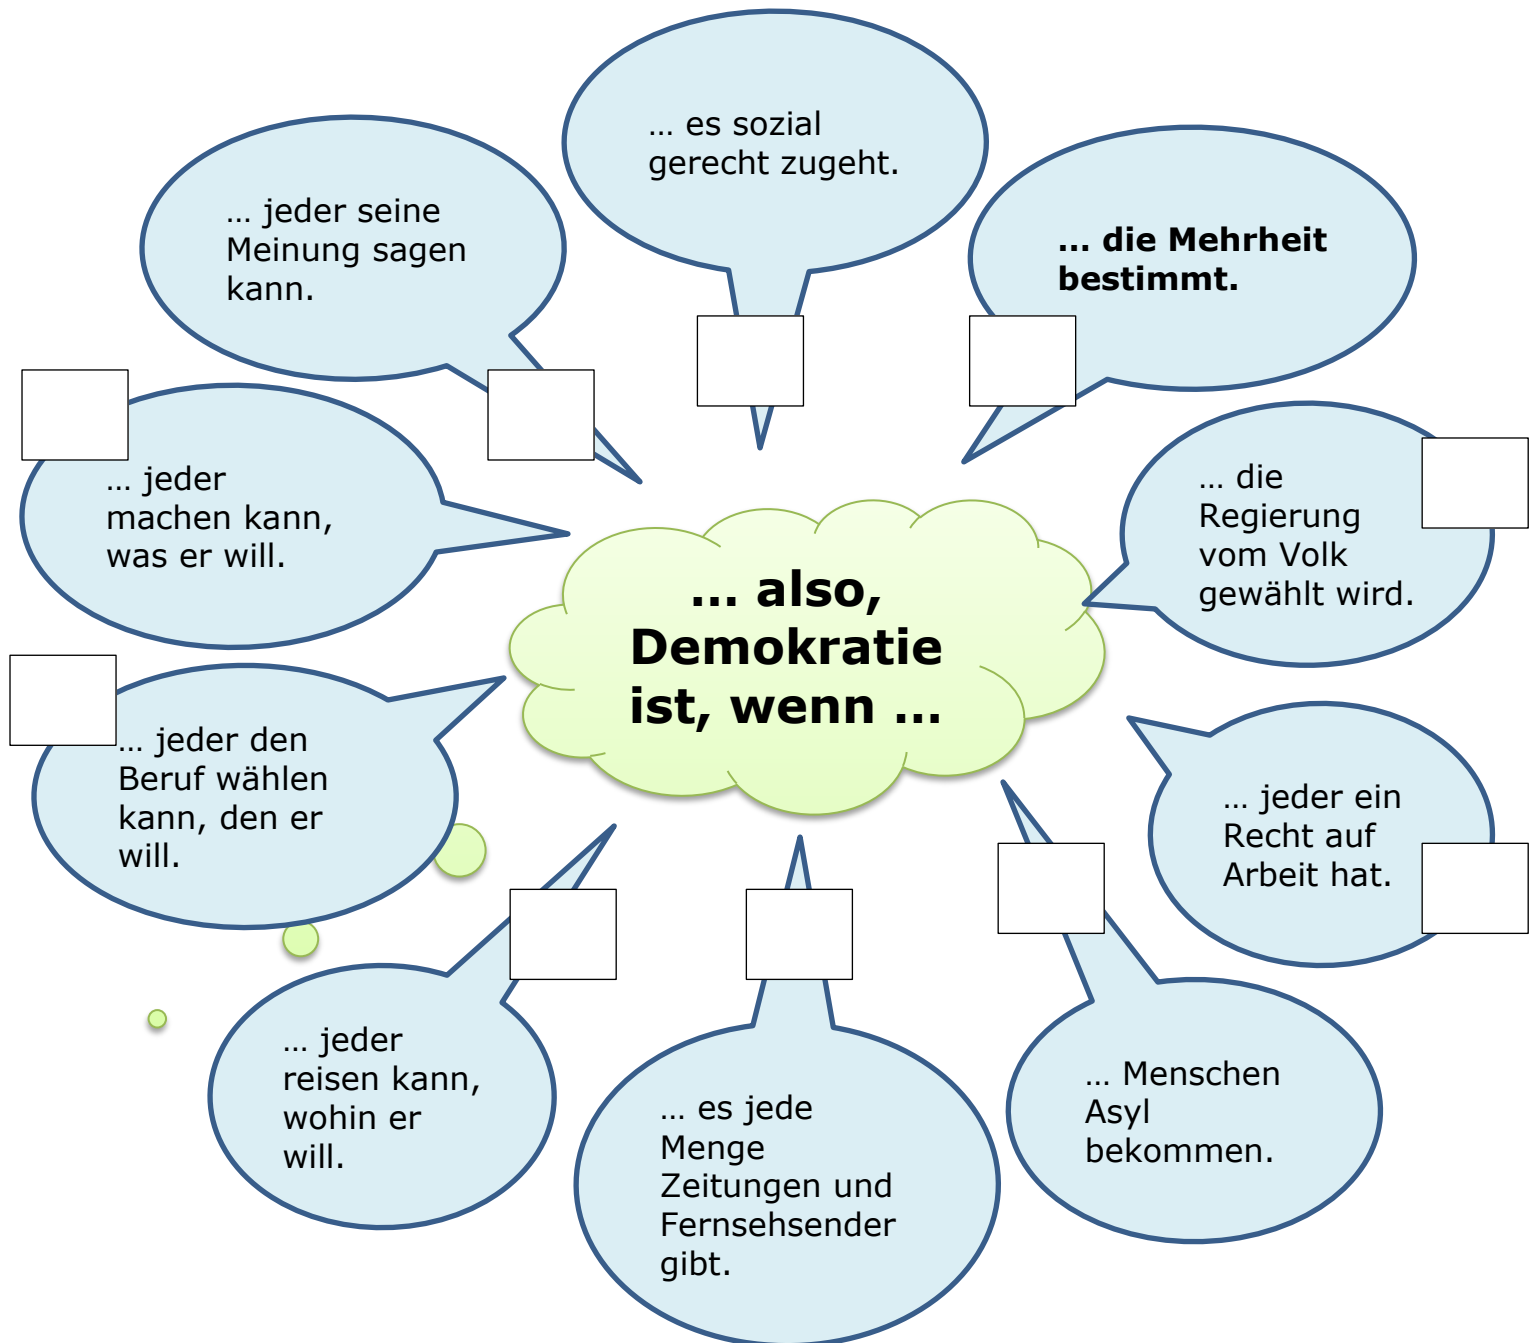 … es sozial
gerecht zugeht.
… jeder seine
Meinung sagen
kann.
… die Mehrheit
bestimmt.
… jeder
machen kann,
was er will.
… die
Regierung
vom Volk
gewählt wird.
… also,
Demokratie
ist, wenn …
… jeder den
Beruf wählen
kann, den er
will.
… jeder ein
Recht auf
Arbeit hat.
… jeder
reisen kann,
wohin er
will.
… es jede
Menge
Zeitungen und
Fernsehsender
gibt.
… Menschen
Asyl
bekommen.